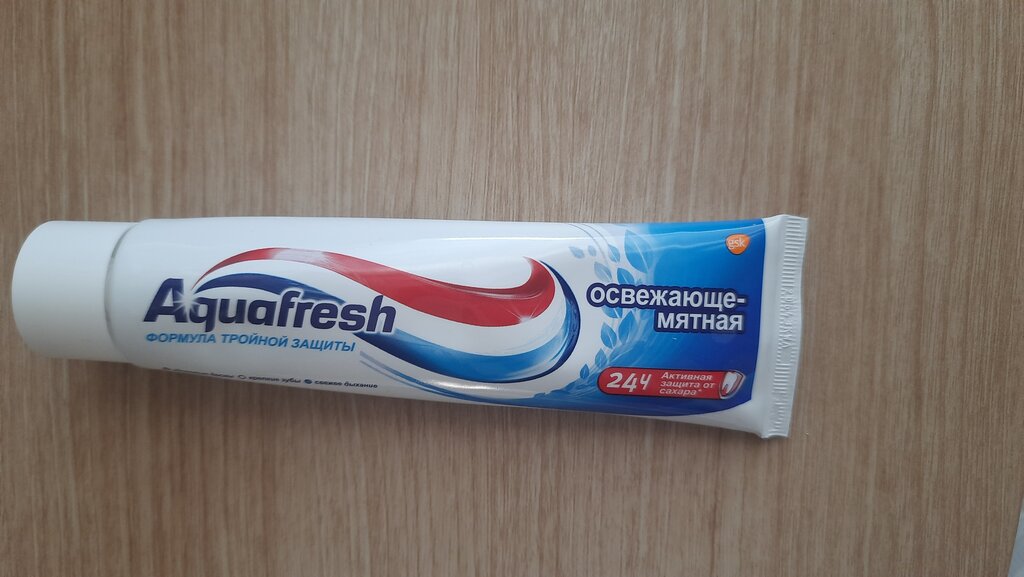 Aquafresh
ФОРМУЛА ТРОЙНОЙ ЗАЩИТЫ
крепкие зубы свежее дыхание
ОСВЕЖАЮЩЕ-
МЯТНАЯ
24Ч
Активная
защита от
сахара*
gsk